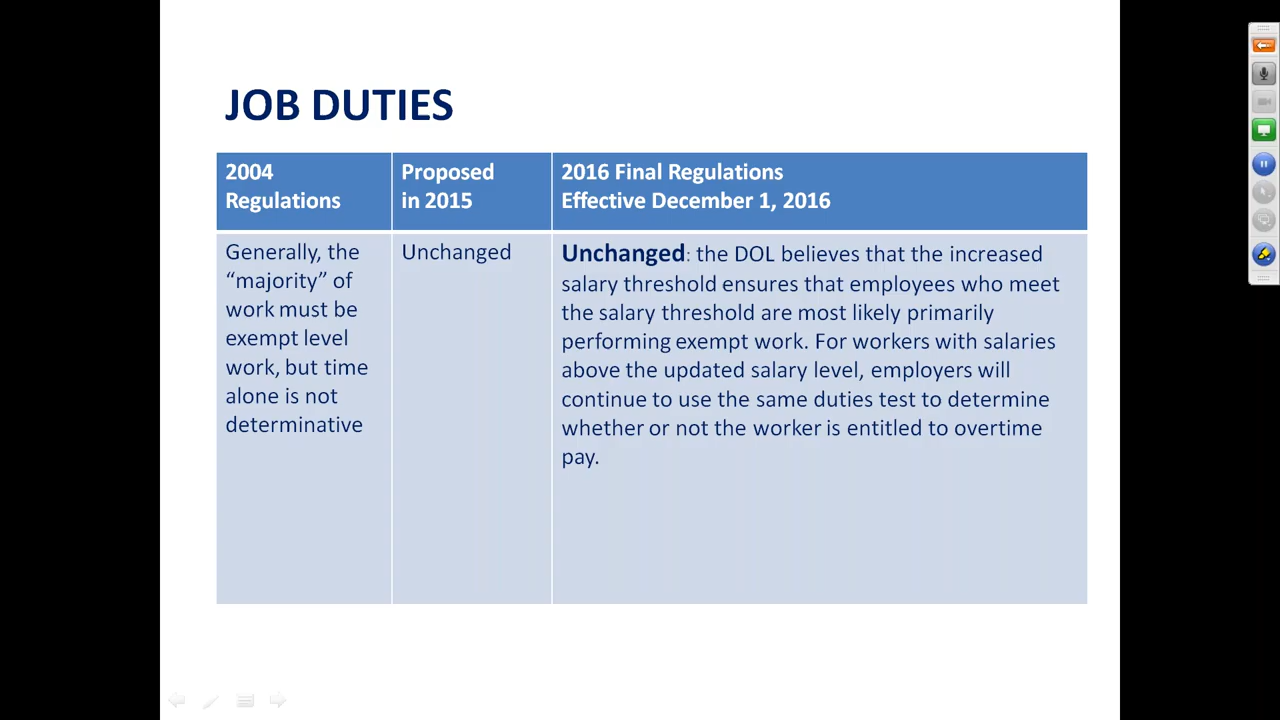 JOB DUTIES
2004
Regulations
Proposed
in 2015
2016 Final Regulations
Effective December 1, 2016
Generally, the
“majority” of
work must be
exempt level
work, but time
alone is not
determinative
Unchanged
Unchanged: the DOL believes that the increased
salary threshold ensures that employees who meet
the salary threshold are most likely primarily
performing exempt work. For workers with salaries
above the updated salary level, employers will
continue to use the same duties test to determine
whether or not the worker is entitled to overtime
pay.